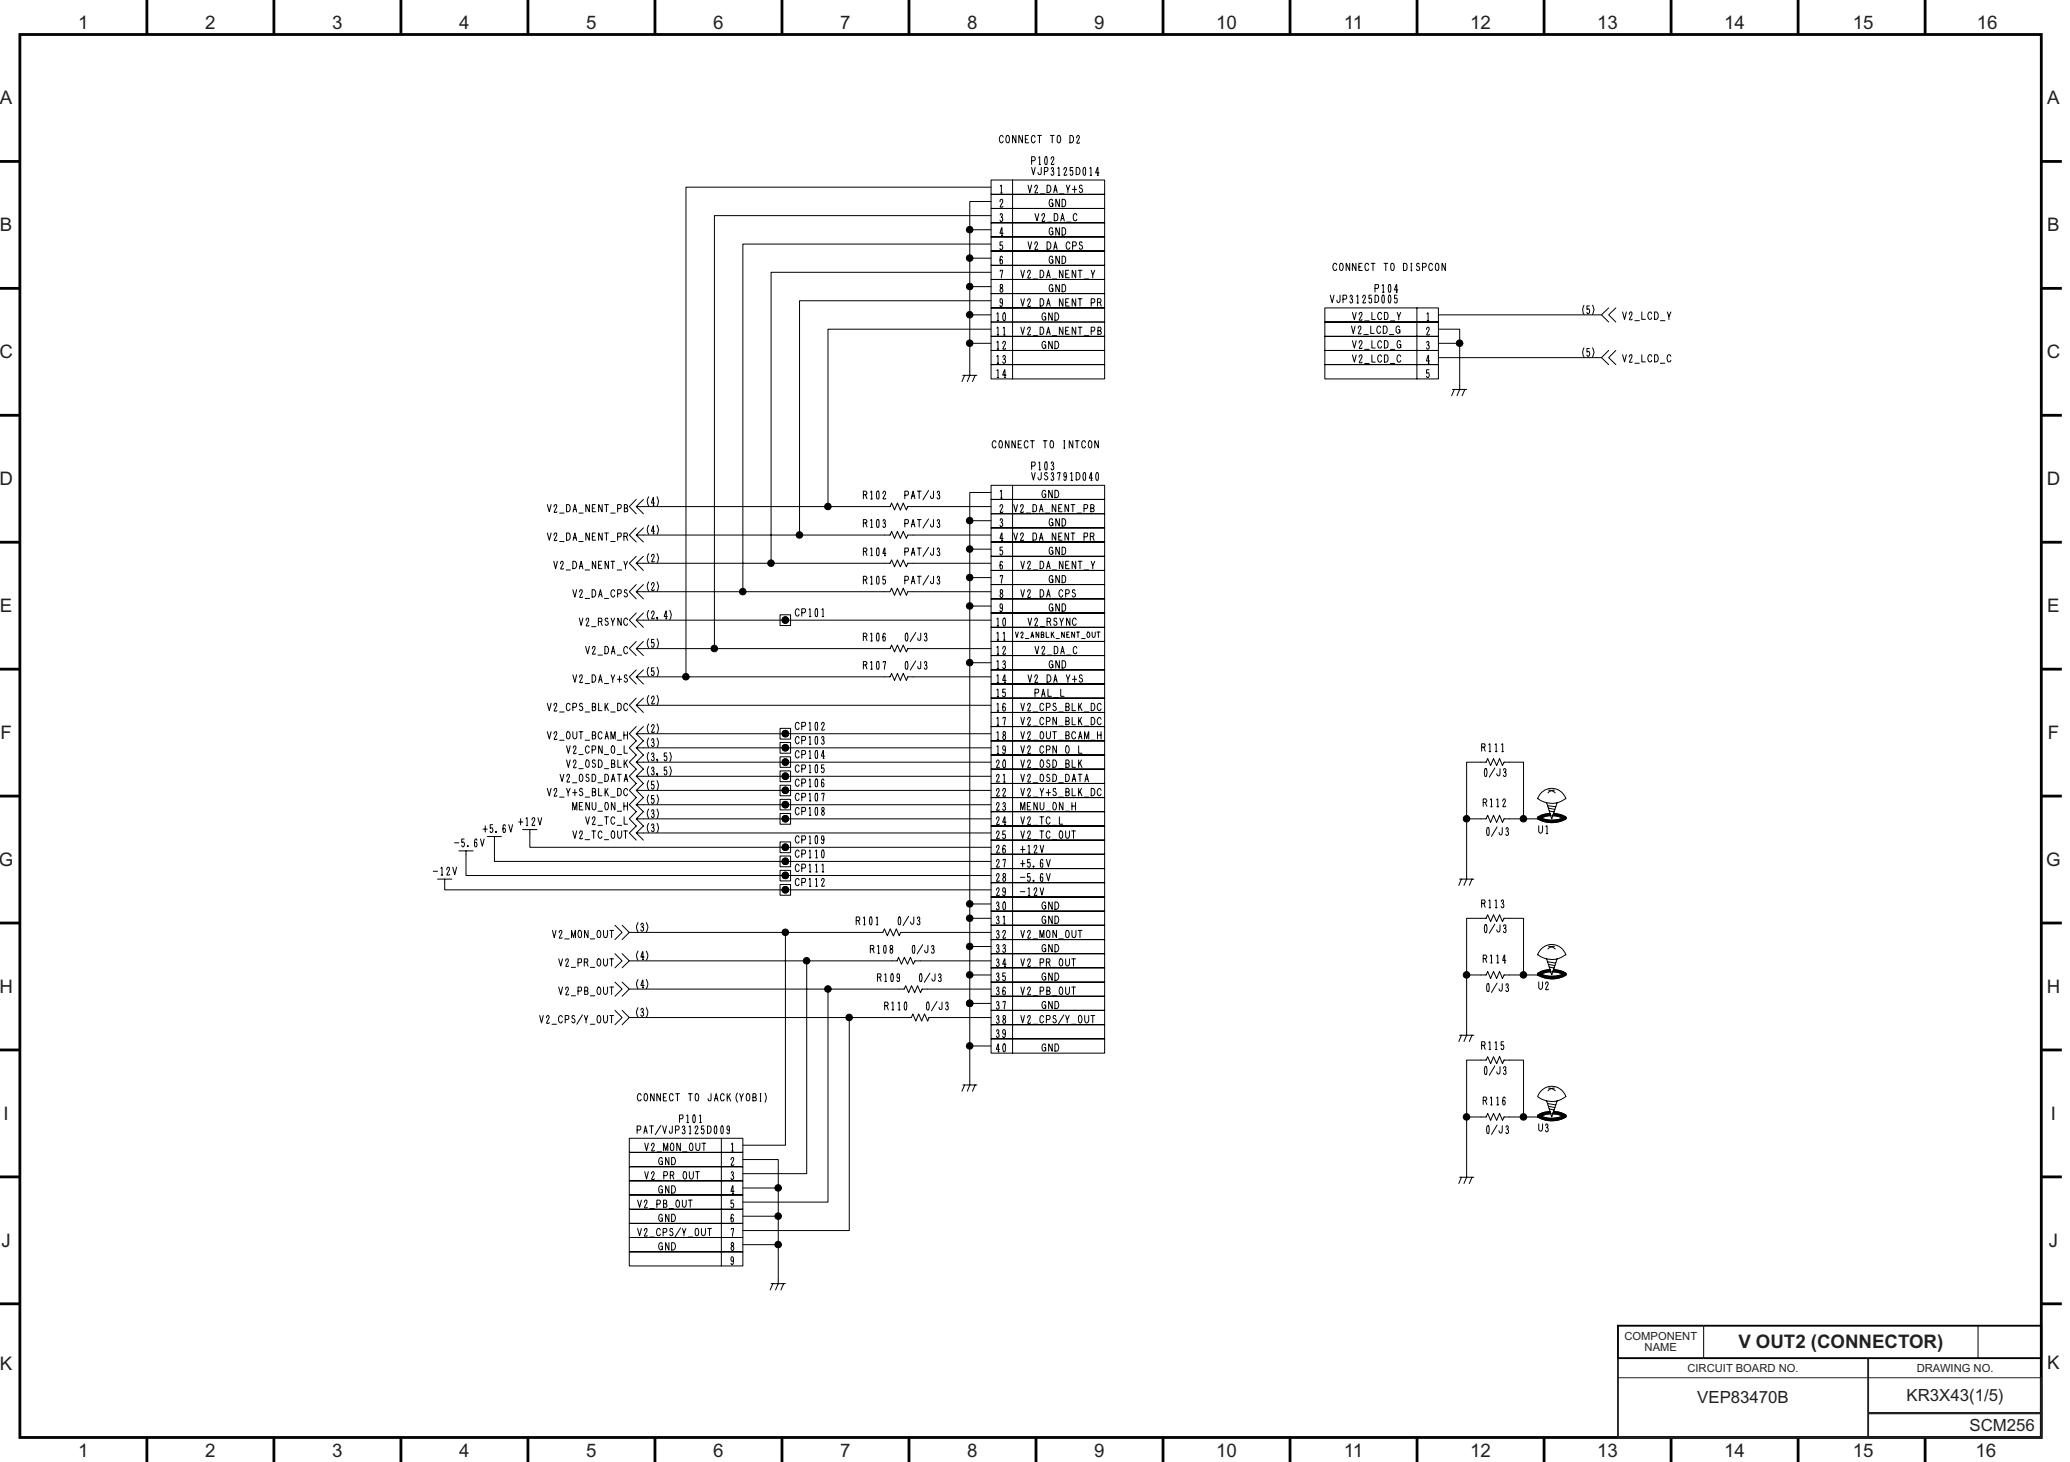 1 2 3 4 5 6 7 8 9 10 11 12 13 14 15 16
A A
B B
C C
D D
E E
F F
G G
H H
I I
J J
K K
CONNECT TO D2
P102
VJP3125D014
1 V2_DA_Y+S
2 GND
3 V2_DA_C
4 GND
5 V2_DA_CPS
6 GND
7 V2_DA_NENT_Y
8 GND
9 V2_DA_NENT_PR
10 GND
11 V2_DA_NENT_PB
12 GND
13
14
CONNECT TO DISPCON
P104
VJP3125D005
V2_LCD_Y 1 (5) V2_LCD_Y
V2_LCD_G 2
V2_LCD_G 3
V2_LCD_C 4 (5) V2_LCD_C
5
CONNECT TO INTCON
P103
VJS3791D040
1 GND
V2_DA_NENT_PB (4) R102 PAT/J3 2 V2_DA_NENT_PB
3 GND
V2_DA_NENT_PR (4) R103 PAT/J3 4 V2_DA_NENT_PR
5 GND
V2_DA_NENT_Y (2) R104 PAT/J3 6 V2_DA_NENT_Y
7 GND
V2_DA_CPS (2) R105 PAT/J3 8 V2_DA_CPS
9 GND
V2_RSYNC (2,4) CP101 10 V2_RSYNC
11 V2_ANBLK_NENT_OUT
V2_DA_C (5) R106 0/J3 12 V2_DA_C
13 GND
V2_DA_Y+S (5) R107 0/J3 14 V2_DA_Y+S
15 PAL_L
V2_CPS_BLK_DC (2) 16 V2_CPS_BLK_DC
17 V2_CPN_BLK_DC
V2_OUT_BCAM_H (2) CP102 18 V2_OUT_BCAM_H
V2_CPN_O_L (3) CP103 19 V2_CPN_O_L
V2_OSD_BLK (3,5) CP104 20 V2_OSD_BLK
V2_OSD_DATA (3,5) CP105 21 V2_OSD_DATA
V2_Y+S_BLK_DC (5) CP106 22 V2_Y+S_BLK_DC
MENU_ON_H (5) CP107 23 MENU_ON_H
V2_TC_L (3) CP108 24 V2_TC_L
V2_TC_OUT (3) 25 V2_TC_OUT
+12V CP109 26 +12V
+5.6V CP110 27 +5.6V
-5.6V CP111 28 -5.6V
-12V CP112 29 -12V
30 GND
31 GND
V2_MON_OUT (3) R101 0/J3 32 V2_MON_OUT
33 GND
V2_PR_OUT (4) R108 0/J3 34 V2_PR_OUT
35 GND
V2_PB_OUT (4) R109 0/J3 36 V2_PB_OUT
37 GND
V2_CPS/Y_OUT (3) R110 0/J3 38 V2_CPS/Y_OUT
39
40 GND
R111
0/J3
R112
0/J3 U1
R113
0/J3
R114
0/J3 U2
R115
0/J3
R116
0/J3 U3
CONNECT TO JACK(YOBI)
P101
PAT/VJP3125D009
V2_MON_OUT 1
GND 2
V2_PR_OUT 3
GND 4
V2_PB_OUT 5
GND 6
V2_CPS/Y_OUT 7
GND 8
9
COMPONENT NAME V OUT2 (CONNECTOR)
CIRCUIT BOARD NO. DRAWING NO.
VEP83470B KR3X43(1/5)
SCM256
1 2 3 4 5 6 7 8 9 10 11 12 13 14 15 16